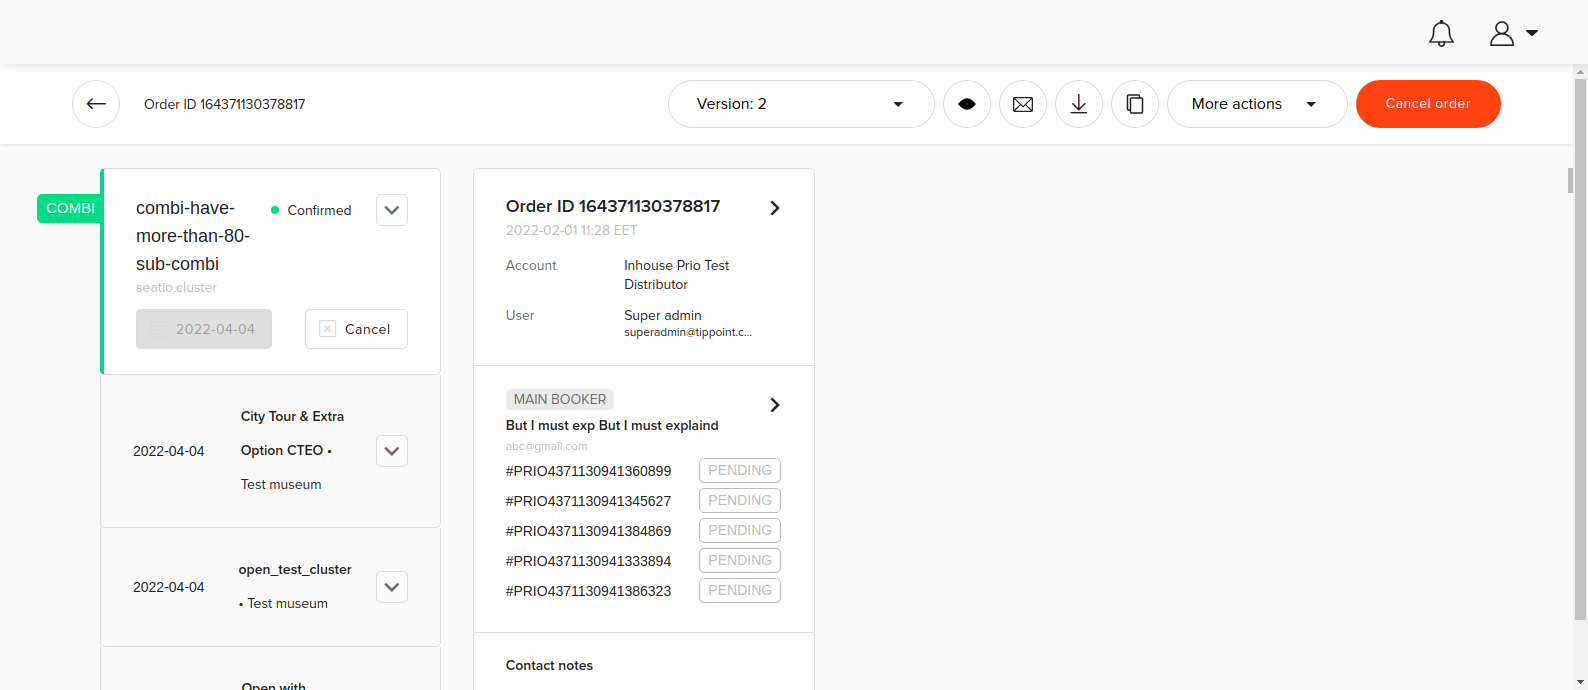 Order ID 164371130378817
Version: 2
More actions
Cancel order
COMBI
combi-have-
more-than-80-
sub-combi
Confirmed
seatio.cluster
2022-04-04
Cancel
2022-04-04
City Tour & Extra
Option CTEO •
Test museum
2022-04-04
open_test_cluster
• Test museum
Open with
Order ID 164371130378817
2022-02-01 11:28 EET
Account
Inhouse Prio Test
Distributor
User
Super admin
superadmin@tippoint.c...
MAIN BOOKER
But I must exp But I must explaind
abc@gmail.com
#PRIO4371130941360899 PENDING
#PRIO4371130941345627 PENDING
#PRIO4371130941384869 PENDING
#PRIO4371130941333894 PENDING
#PRIO4371130941386323 PENDING
Contact notes